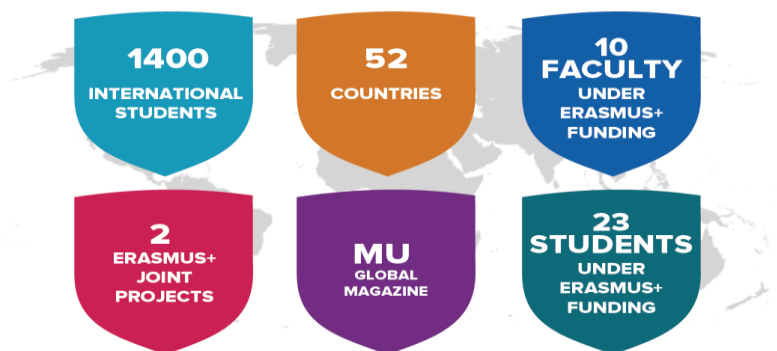 1400
INTERNATIONAL
STUDENTS
52
COUNTRIES
10
FACULTY
UNDER
ERASMUS+
FUNDING
2
ERASMUS+
JOINT
PROJECTS
MU
GLOBAL
MAGAZINE
23
STUDENTS
UNDER
ERASMUS+
FUNDING